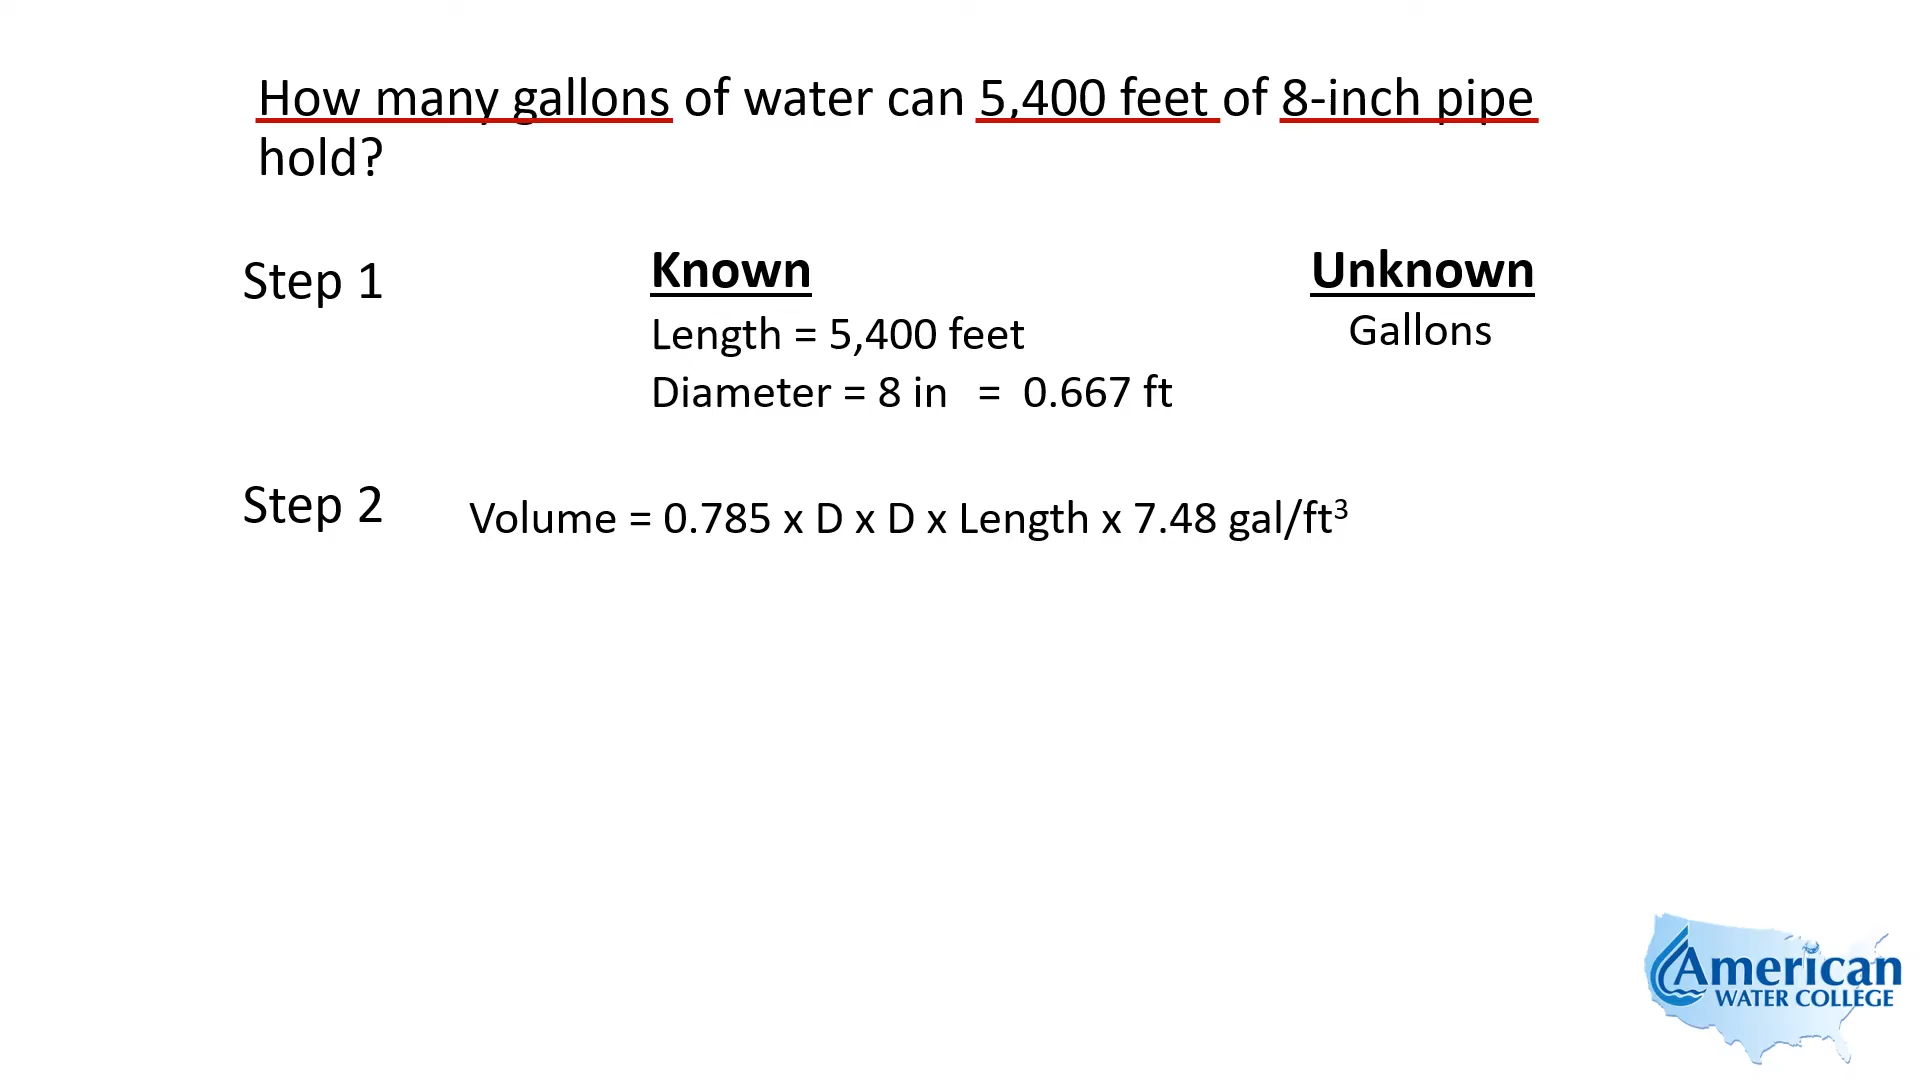 How many gallons of water can 5,400 feet of 8-inch pipe
hold?
Step 1
Known
Unknown
Length = 5,400 feet
Gallons
Diameter = 8 in = 0.667 ft
Step 2
Volume = 0.785 x D x D x Length x 7.48 gal/ft³
American
WATER COLLEGE